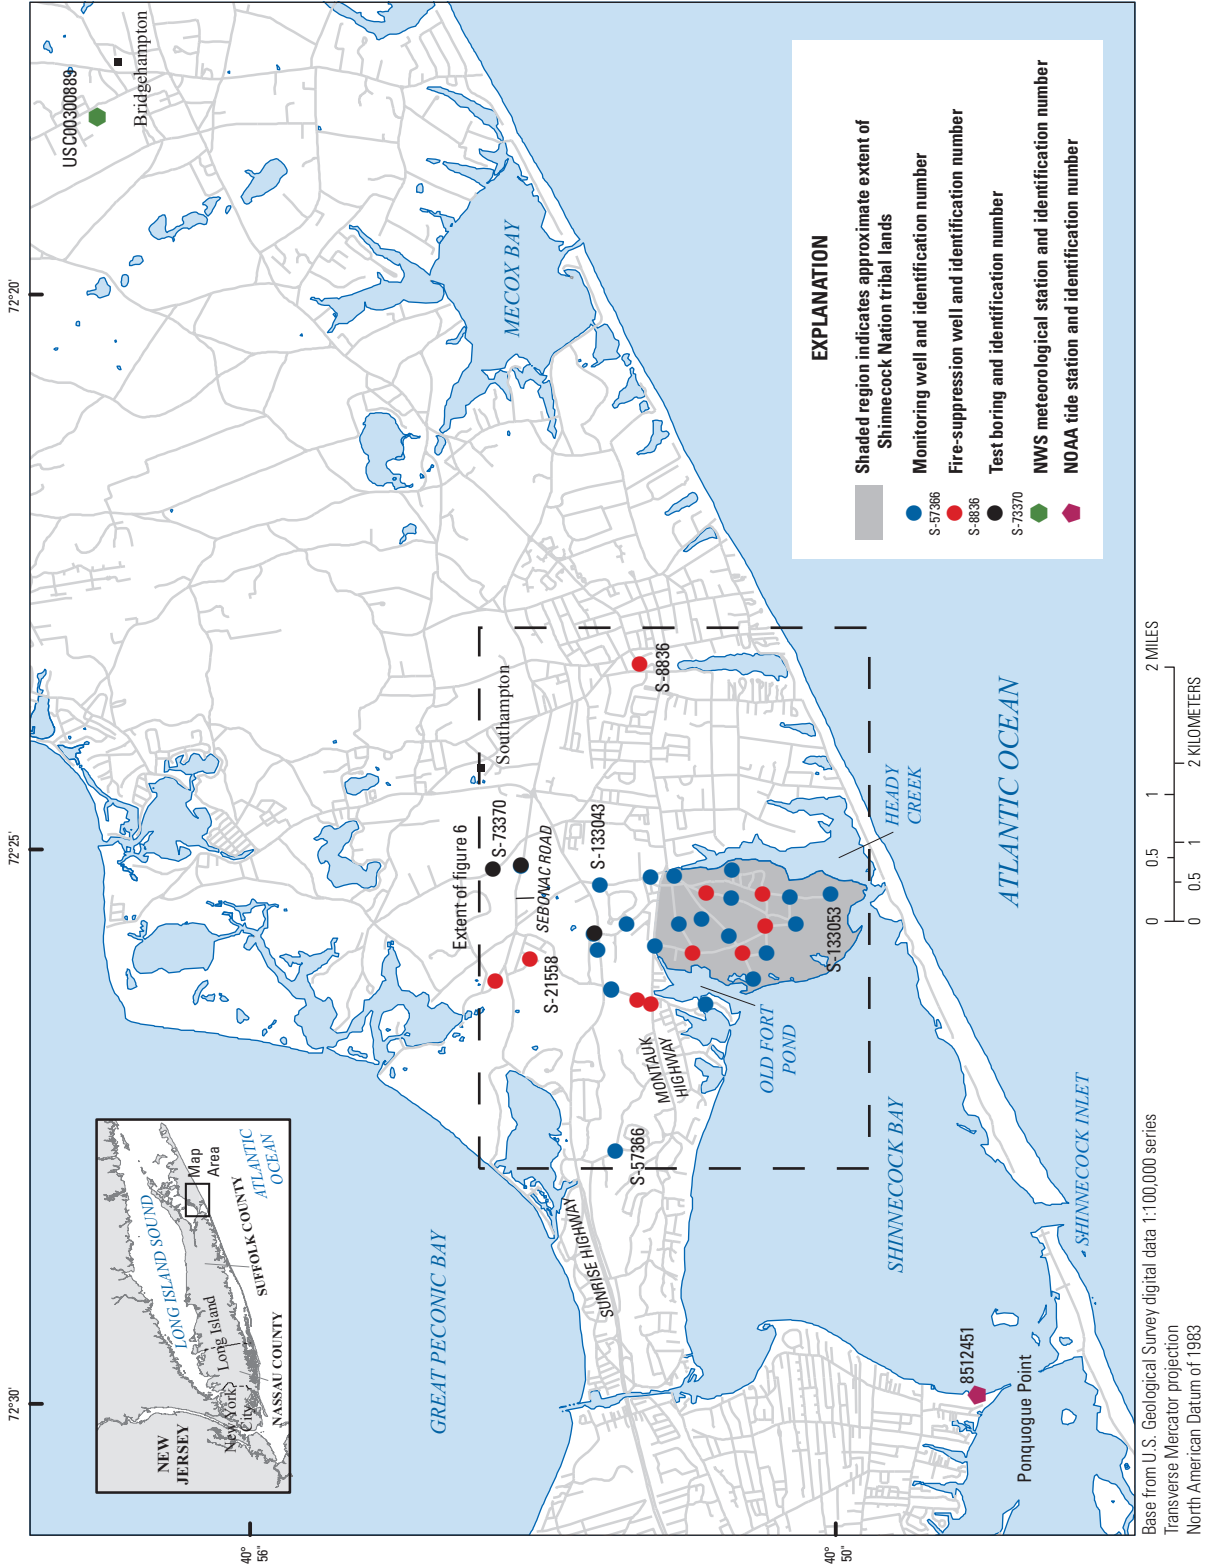 72°30'
72°25'
72°20'
40°
56"
40°
50"
NEW
JERSEY
New York
City
LONG ISLAND SOUND
Long Island
NASSAU COUNTY
SUFFOLK COUNTY
ATLANTIC
OCEAN
Map
Area
USC00300889
Bridgehampton
MECOX BAY
GREAT PECONIC BAY
Extent of figure 6
S-73370
Southampton
SEBONAC ROAD
S-21558
S-133043
S-8836
SUNRISE HIGHWAY
S-57366
MONTAUK
HIGHWAY
OLD FORT
POND
S-133053
HEADY
CREEK
SHINNECOCK BAY
ATLANTIC OCEAN
SHINNECOCK INLET
8512451
Ponquogue Point
EXPLANATION
Shaded region indicates approximate extent of
Shinnecock Nation tribal lands
S-57366
Monitoring well and identification number
S-8836
Fire-suppression well and identification number
S-73370
Test boring and identification number
NWS meteorological station and identification number
NOAA tide station and identification number
Base from U.S. Geological Survey digital data 1:100,000 series
Transverse Mercator projection
North American Datum of 1983
0 0.5 1 2 MILES
0 0.5 1 2 KILOMETERS